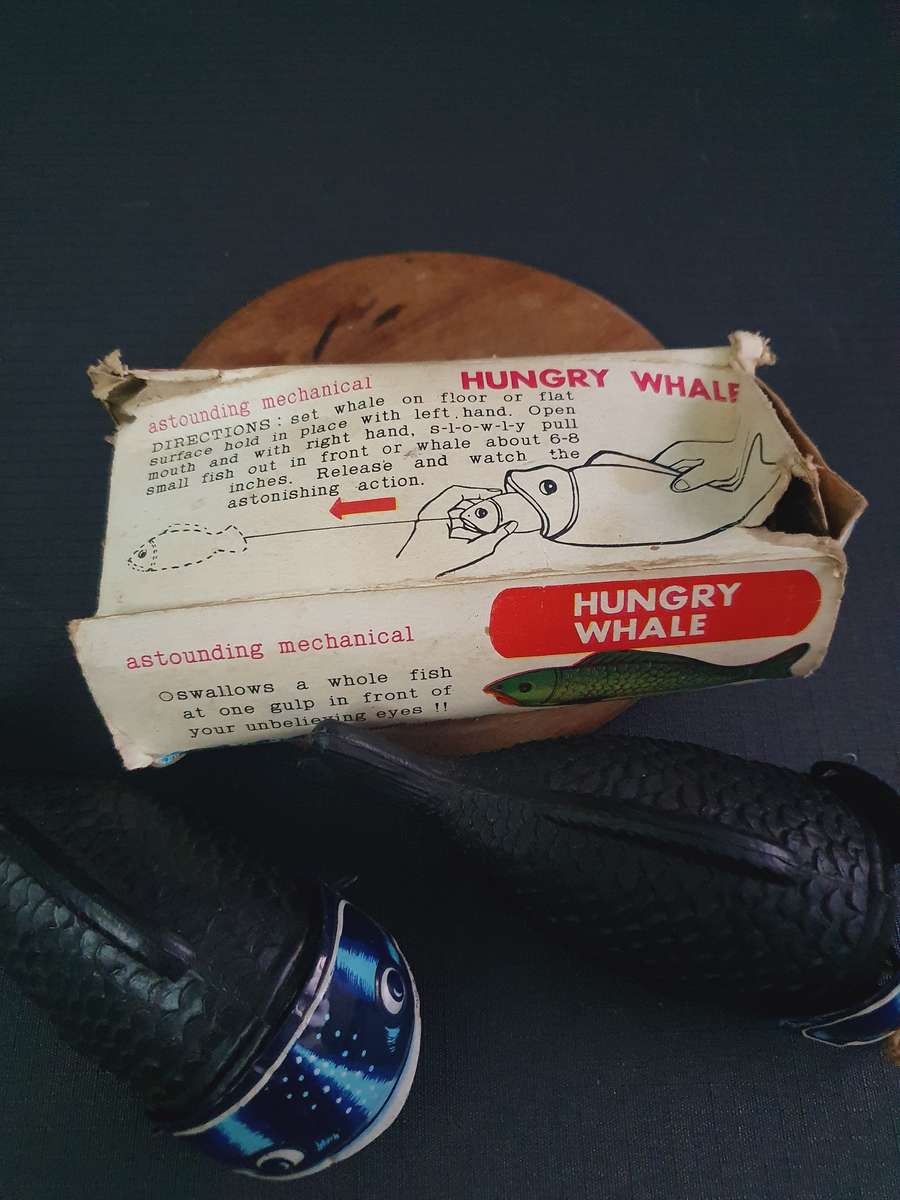 astounding mechanical HUNGRY WHALE
DIRECTIONS : set whale on floor or flat
surface hold in place with left.hand. Open
mouth and with right hand, s-l-o-w-l-y pull
small fish out in front or whale about 6-8
inches. Release and watch the
astonishing action.
HUNGRY
WHALE
astounding mechanical
swallows a whole fish
at one gulp in front of
your unbelieving eyes !!